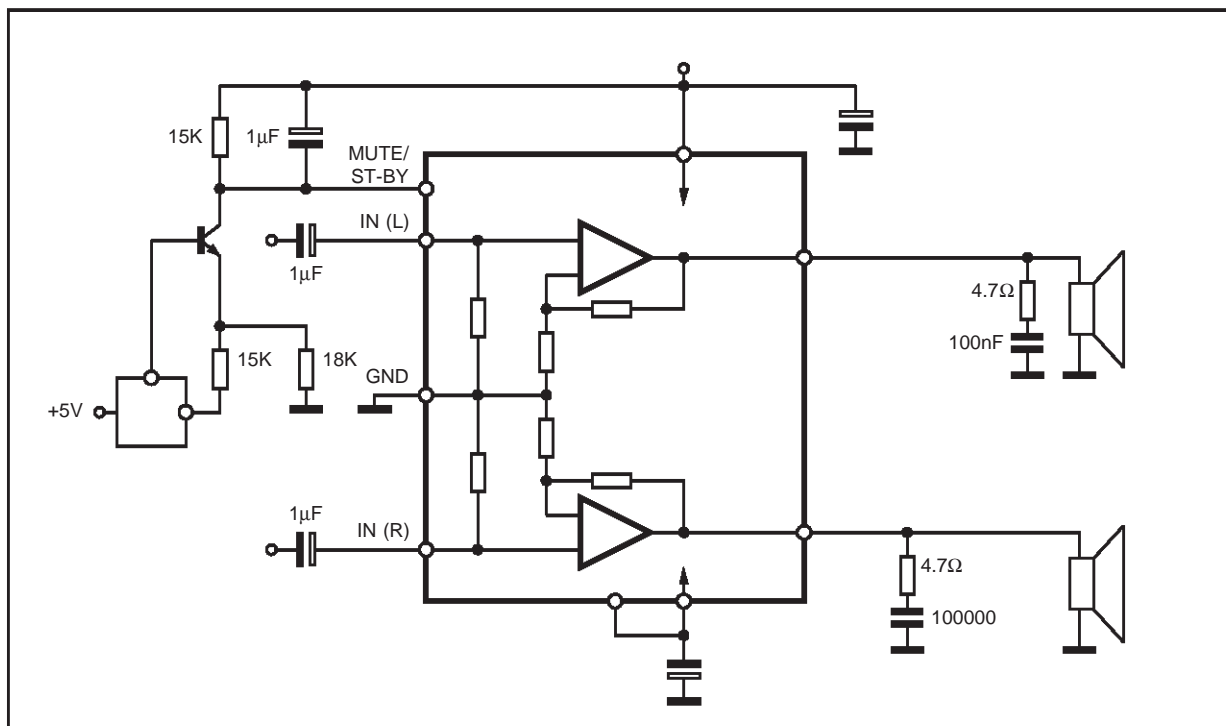 15K
1μF
MUTE/
ST-BY
IN (L)
1μF
4.7Ω
100nF
15K
18K
GND
+5V
1μF
IN (R)
4.7Ω
100000